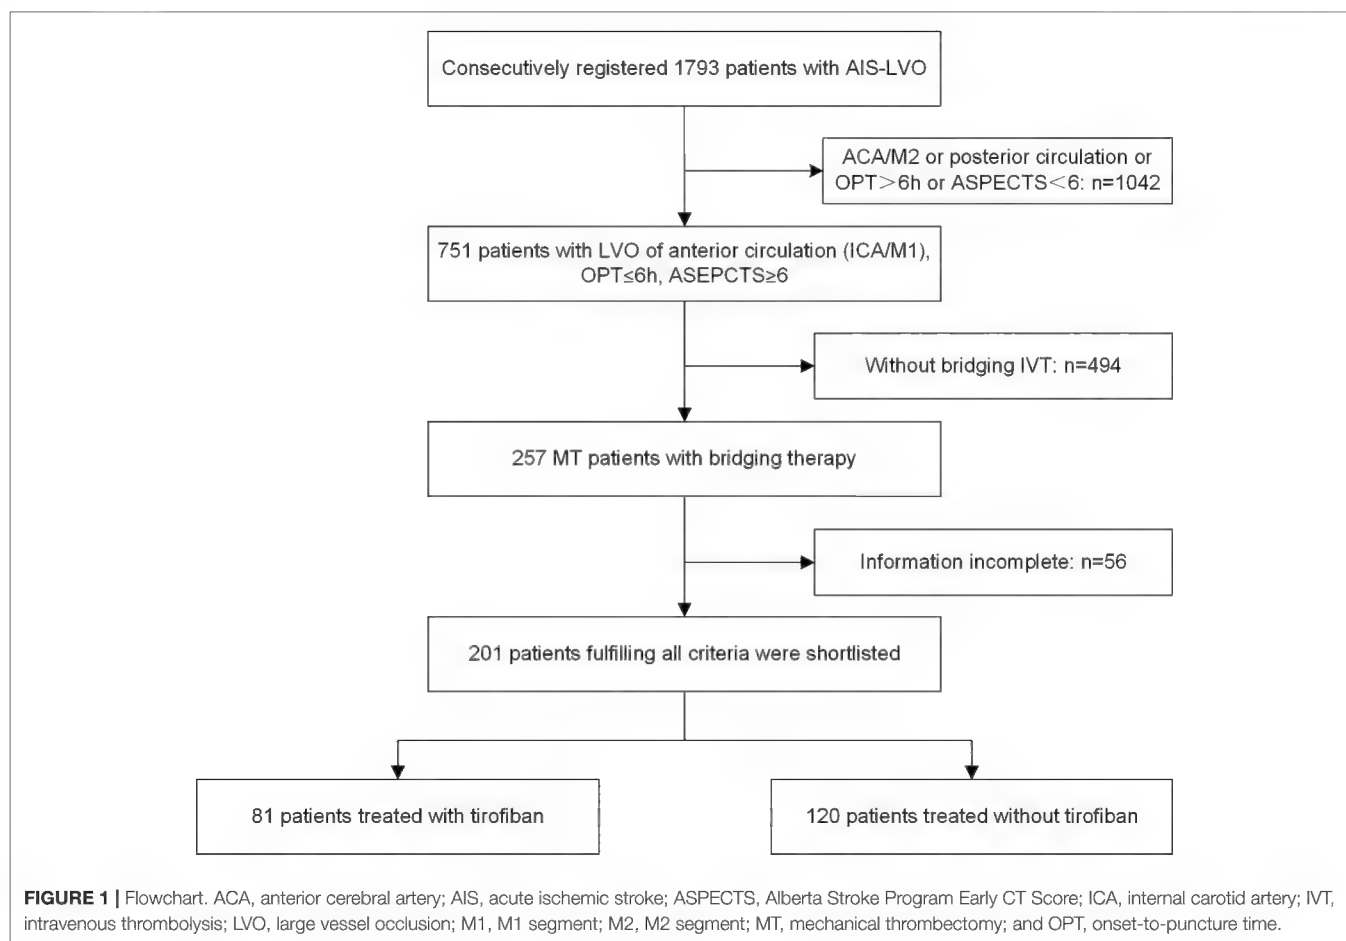 Consecutively registered 1793 patients with AIS-LVO
ACA/M2 or posterior circulation or
OPT＞6h or ASPECTS＜6: n=1042
751 patients with LVO of anterior circulation (ICA/M1),
OPT≤6h, ASEPCTS≥6
Without bridging IVT: n=494
257 MT patients with bridging therapy
Information incomplete: n=56
201 patients fulfilling all criteria were shortlisted
81 patients treated with tirofiban
120 patients treated without tirofiban
FIGURE 1 | Flowchart. ACA, anterior cerebral artery; AIS, acute ischemic stroke; ASPECTS, Alberta Stroke Program Early CT Score; ICA, internal carotid artery; IVT,
intravenous thrombolysis; LVO, large vessel occlusion; M1, M1 segment; M2, M2 segment; MT, mechanical thrombectomy; and OPT, onset-to-puncture time.